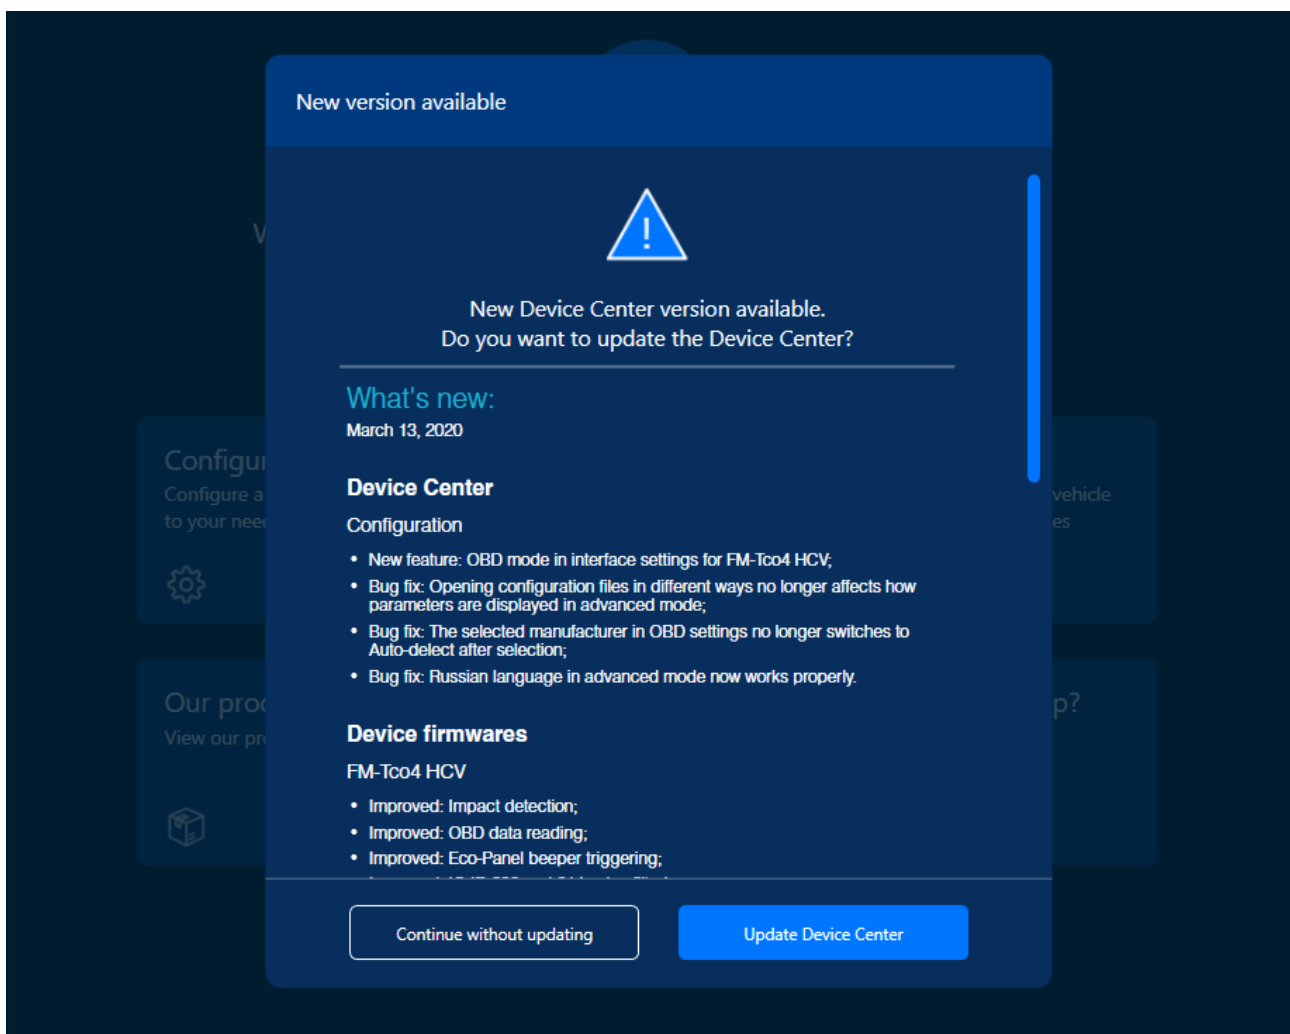 New version available
New Device Center version available.
Do you want to update the Device Center?
What's new:
March 13, 2020
Device Center
Configuration
• New feature: OBD mode in interface settings for FM-Tco4 HCV;
• Bug fix: Opening configuration files in different ways no longer affects how
parameters are displayed in advanced mode;
• Bug fix: The selected manufacturer in OBD settings no longer switches to
Auto-delect after selection;
• Bug fix: Russian language in advanced mode now works properly.
Device firmwares
FM-Tco4 HCV
• Improved: Impact detection;
• Improved: OBD data reading;
• Improved: Eco-Panel beeper triggering;
Continue without updating
Update Device Center
Configur
Configure a
to your need
vehicle
es
Our prod
View our pr
p?